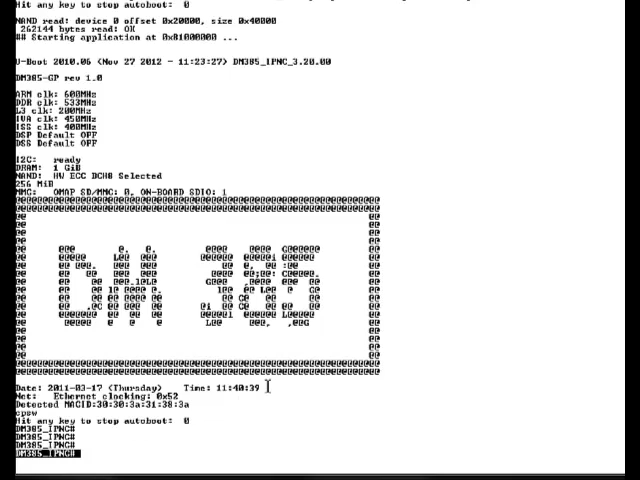 Hit any key to stop autoboot:  0
NAND read: device 0 offset 0x20000, size 0x40000
262144 bytes read: OK
## Starting application at 0x81000000 ...
U-Boot 2010.06 (Nov 27 2012 - 11:23:27) DM385_IPNC_3.20.00
DM385-GP rev 1.0
ARM clk: 600MHz
DDR clk: 533MHz
L3 clk: 200MHz
IVA clk: 450MHz
ISS clk: 400MHz
DSP Default OFF
DSS Default OFF
I2C:   ready
DRAM:  1 GiB
NAND:  HW ECC BCH8 Selected
256 MiB
MMC:   OMAP SD/MMC: 0, ON-BOARD SDIO: 1
DM 385
Date: 2011-03-17 (Thursday)    Time: 11:40:39
Net:   Ethernet clocking: 0x52
Detected MACID:30:30:3a:31:38:3a
cpsw
Hit any key to stop autoboot:  0
DM385_IPNC#
DM385_IPNC#
DM385_IPNC#
DM385_IPNC#